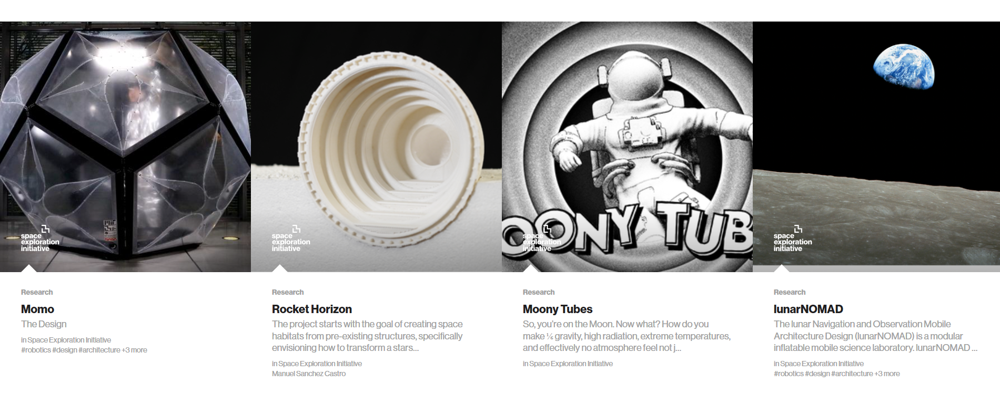 space
exploration
initiative
Research
Momo
The Design
in Space Exploration Initiative
#robotics #design #architecture +3 more
space
exploration
initiative
Research
Rocket Horizon
The project starts with the goal of creating space
habitats from pre-existing structures, specifically
envisioning how to transform a stars...
in Space Exploration Initiative
Manuel Sanchez Castro
OONY TUB
space
exploration
initiative
Research
Moony Tubes
So, you're on the Moon. Now what? How do you
make ⅙ gravity, high radiation, extreme temperatures,
and effectively no atmosphere feel not j...
in Space Exploration Initiative
space
exploration
initiative
Research
lunarNOMAD
The lunar Navigation and Observation Mobile
Architecture Design (lunarNOMAD) is a modular
inflatable mobile science laboratory. lunarNOMAD ...
in Space Exploration Initiative
#robotics #design #architecture +3 more